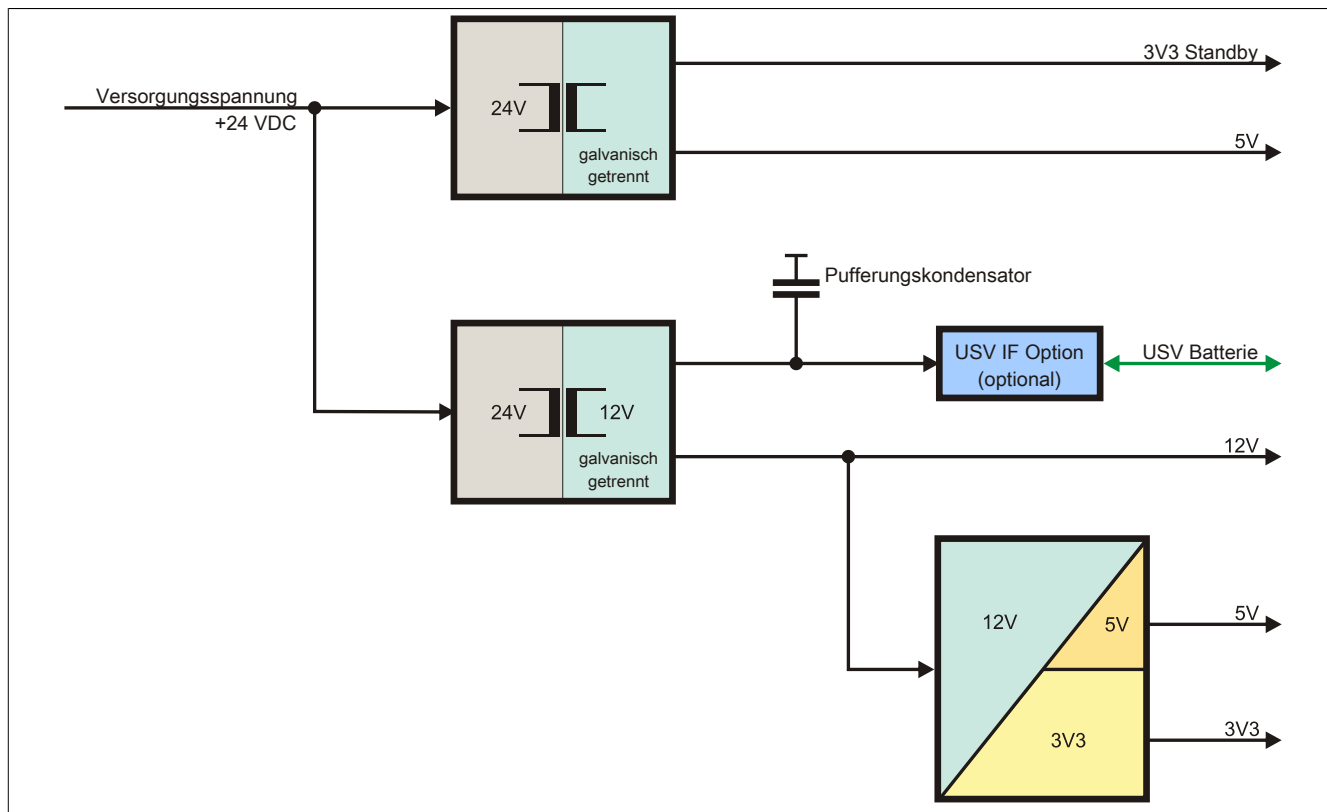 3V3 Standby
Versorgungsspannung
+24 VDC
24V
5V
galvanisch
getrennt
Pufferungskondensator
USV IF Option
(optional)
USV Batterie
24V
12V
galvanisch
getrennt
12V
12V
5V
5V
3V3
3V3